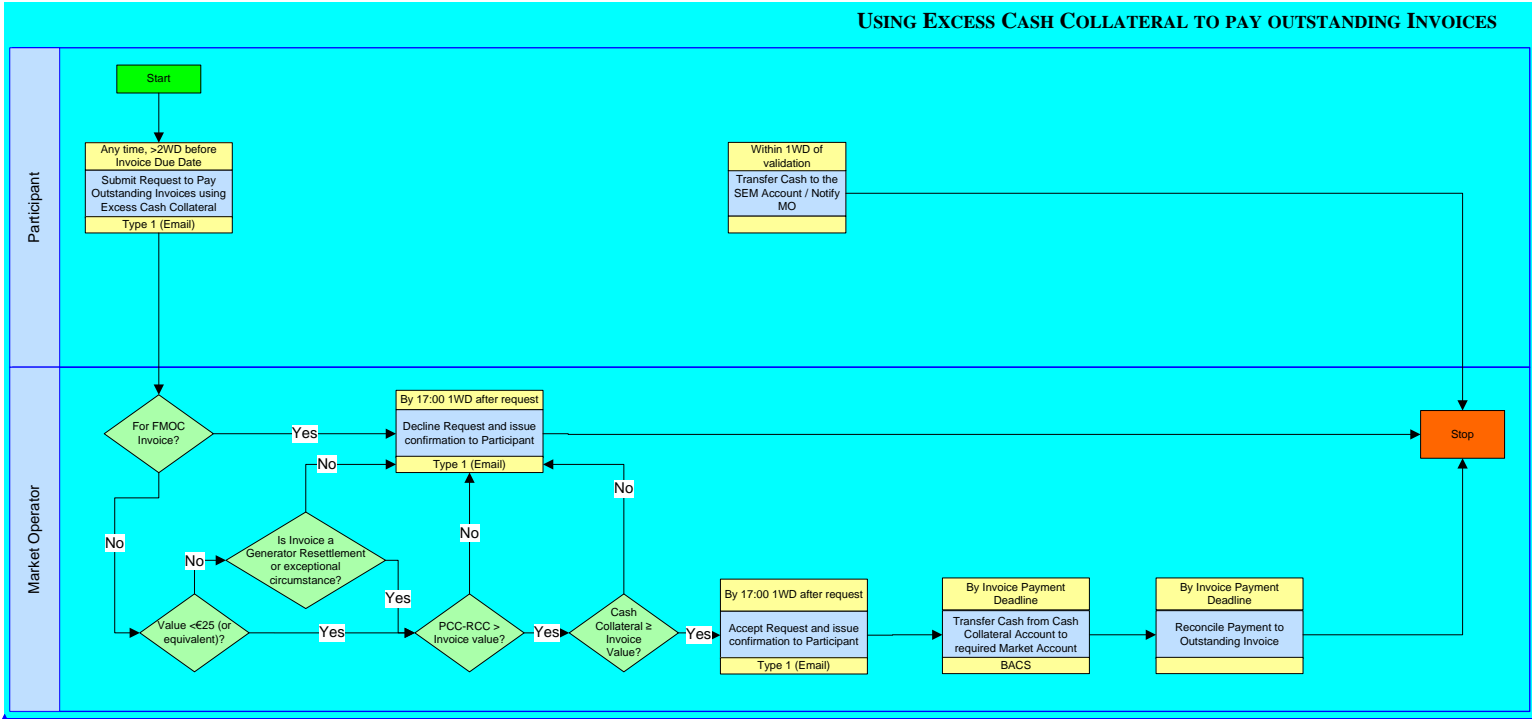 USING EXCESS CASH COLLATERAL TO PAY OUTSTANDING INVOICES
Participant
Start
Any time, >2WD before
Invoice Due Date
Submit Request to Pay
Outstanding Invoices using
Excess Cash Collateral
Type 1 (Email)
Within 1WD of
validation
Transfer Cash to the
SEM Account / Notify
MO
Market Operator
For FMOC
Invoice?
Yes
By 17:00 1WD after request
Decline Request and issue
confirmation to Participant
Type 1 (Email)
Stop
No
No
No
No
No
Is Invoice a
Generator Resettlement
or exceptional
circumstance?
Yes
Value <€25 (or
equivalent)?
Yes
PCC-RCC >
Invoice value?
Yes
Cash
Collateral ≥
Invoice
Value?
Yes
By 17:00 1WD after request
Accept Request and issue
confirmation to Participant
Type 1 (Email)
By Invoice Payment
Deadline
Transfer Cash from Cash
Collateral Account to
required Market Account
BACS
By Invoice Payment
Deadline
Reconcile Payment to
Outstanding Invoice